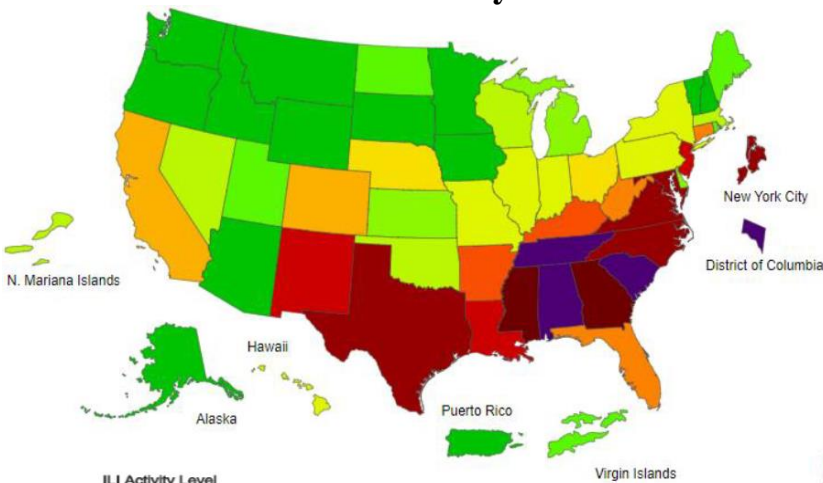 New York City
District of Columbia
N. Mariana Islands
Hawaii
Alaska
Puerto Rico
Virgin Islands
ILI Activity Level